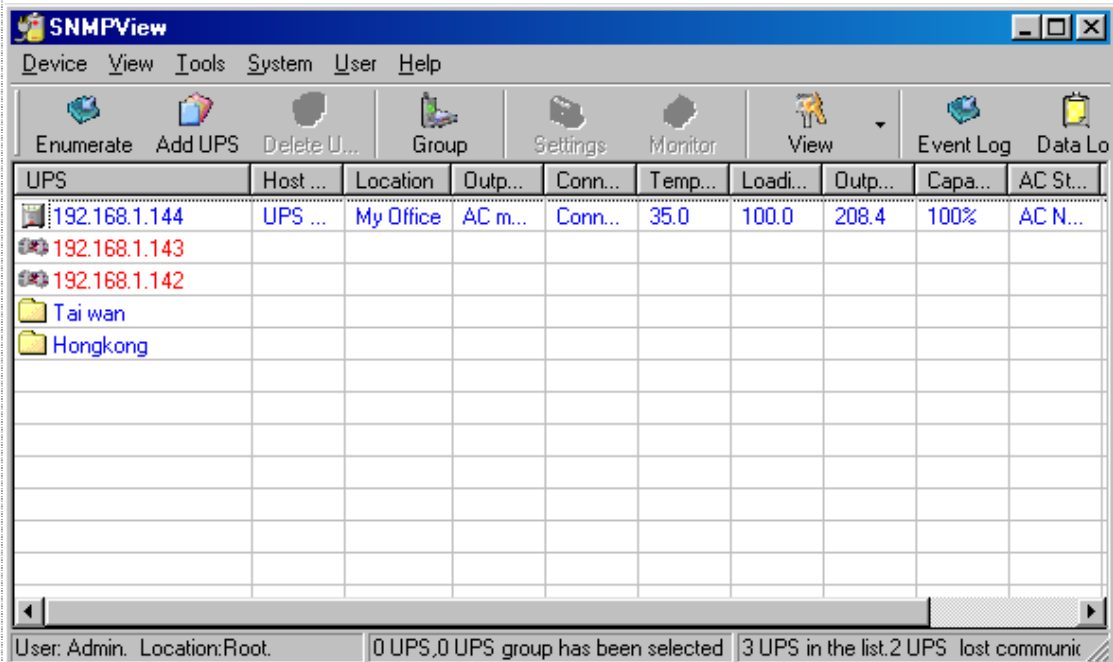 SNMPView
Device View Tools System User Help
Enumerate Add UPS Delete U... Group Settings Monitor View Event Log Data Lo
UPS Host ... Location Outp... Conn... Temp... Loadi... Outp... Capa... AC St...
192.168.1.144 UPS ... My Office AC m... Conn... 35.0 100.0 208.4 100% AC N...
192.168.1.143
192.168.1.142
Tai wan
Hongkong
User: Admin. Location:Root. 0 UPS,0 UPS group has been selected 3 UPS in the list.2 UPS lost communic